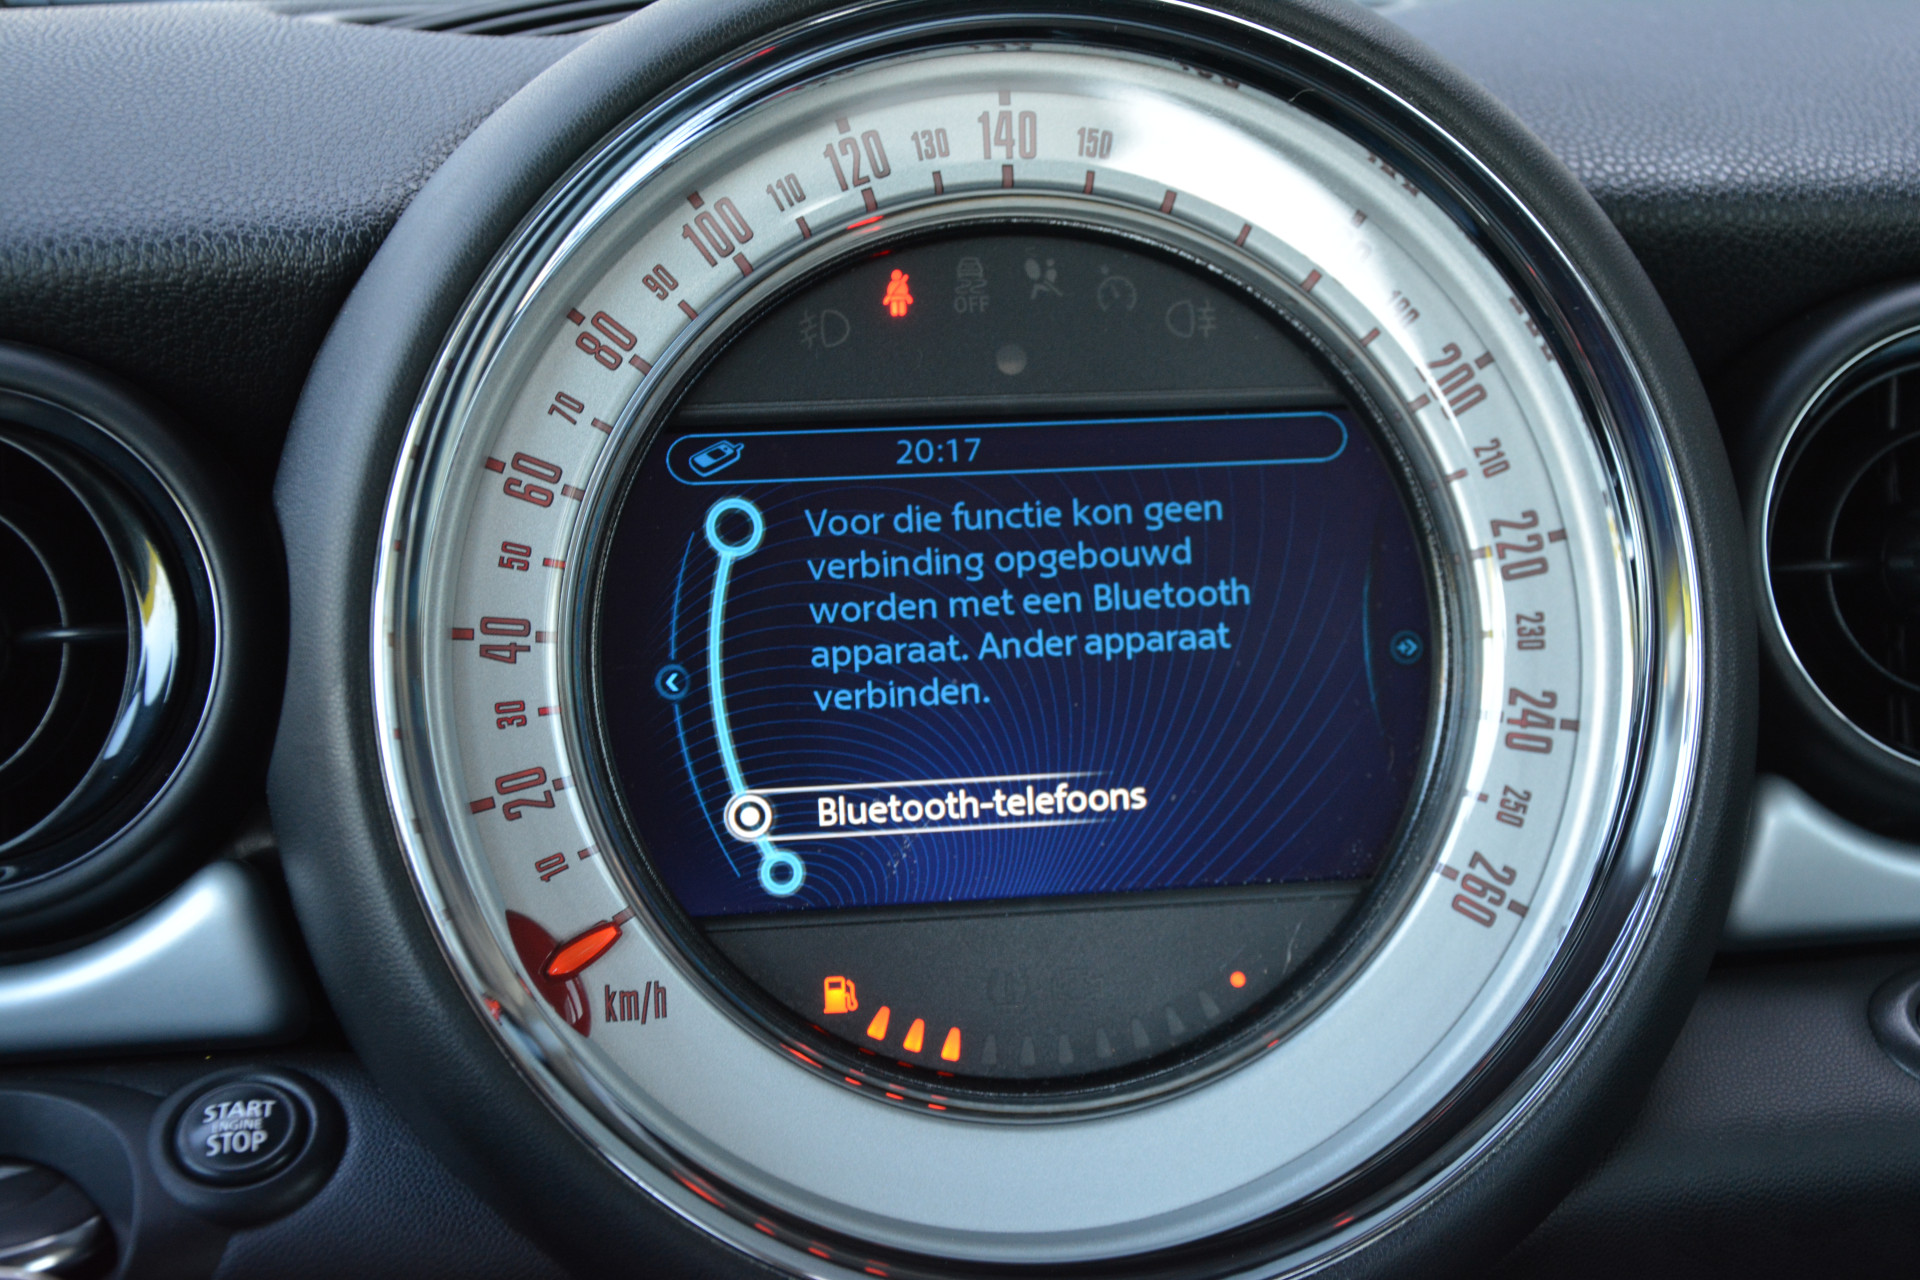 10
20
30
40
50
60
70
80
90
100
110
120
130
140
150
200
210
220
230
240
250
260
km/h
OFF
20:17
Voor die functie kon geen
verbinding opgebouwd
worden met een Bluetooth
apparaat. Ander apparaat
verbinden.
Bluetooth-telefoons
START
ENGINE
STOP